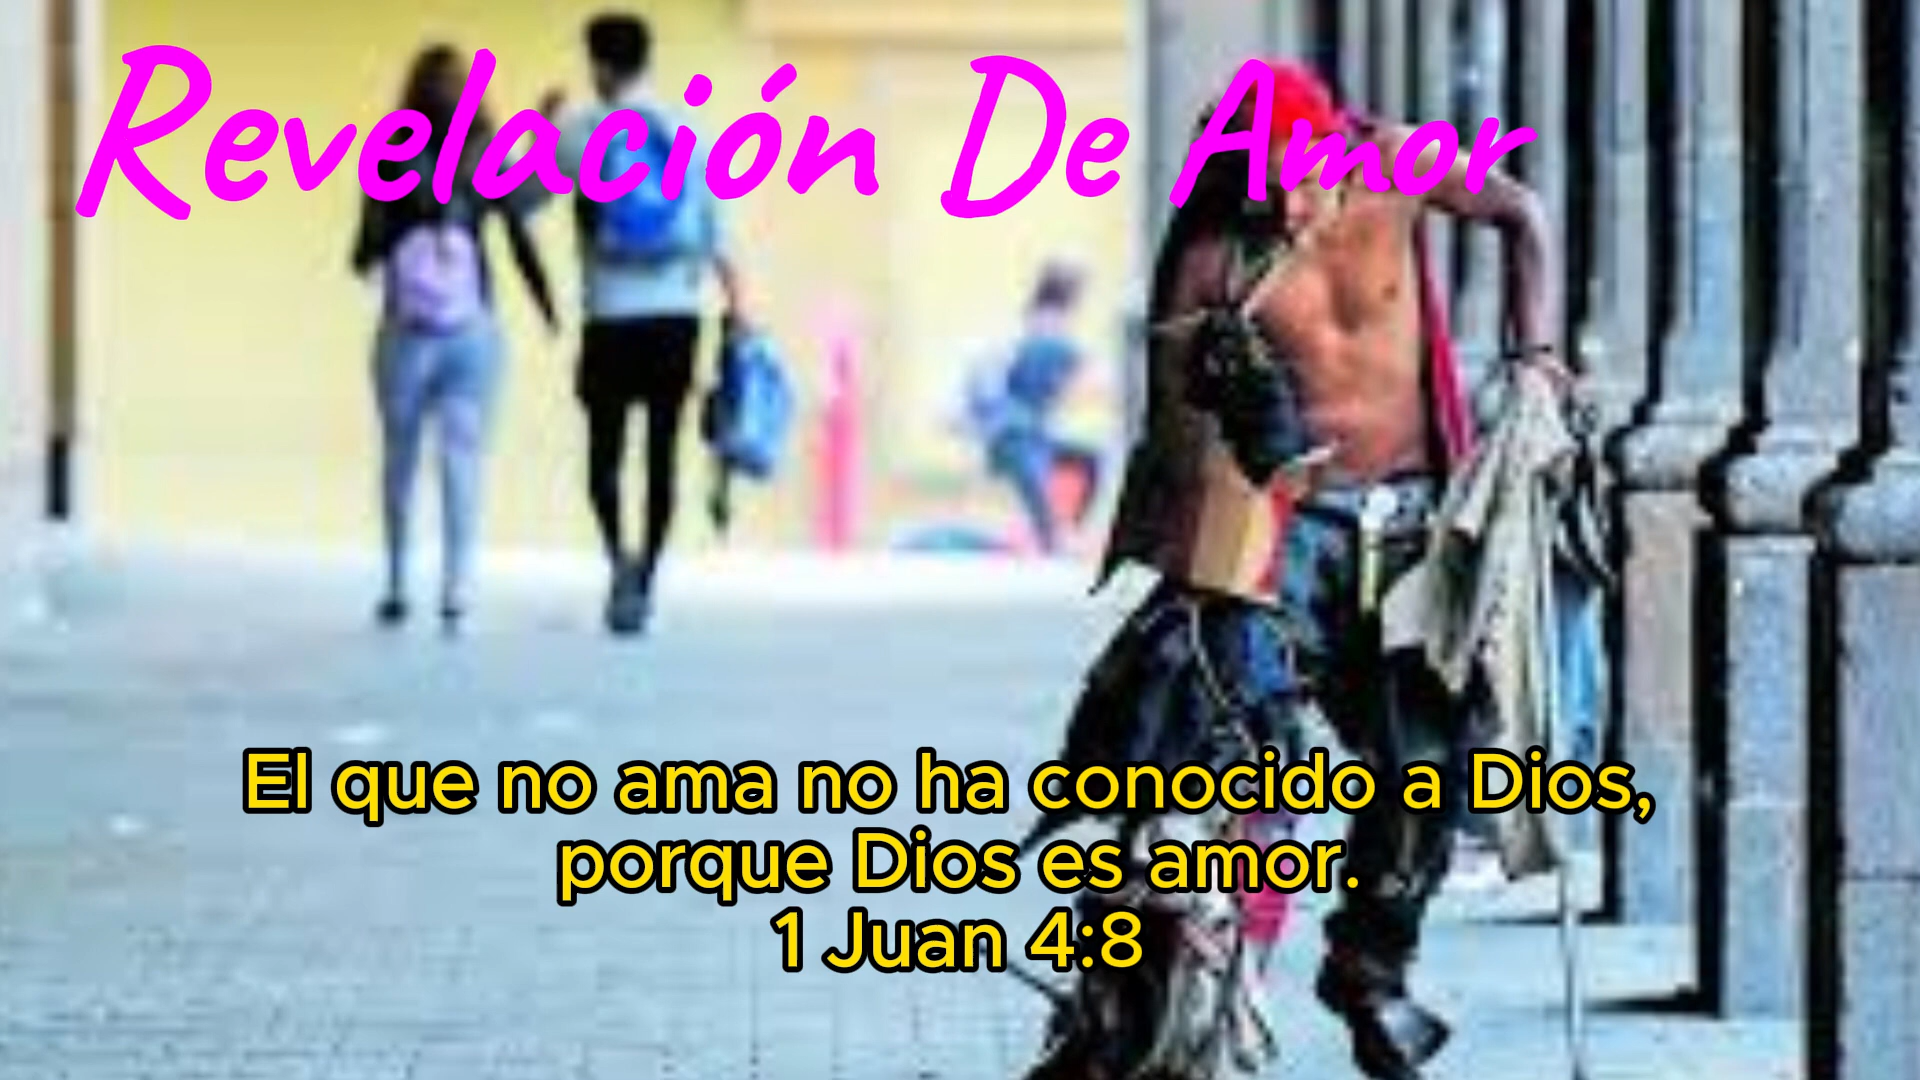 Revelación De Amor
El que no ama no ha conocido a Dios,
porque Dios es amor.
1 Juan 4:8